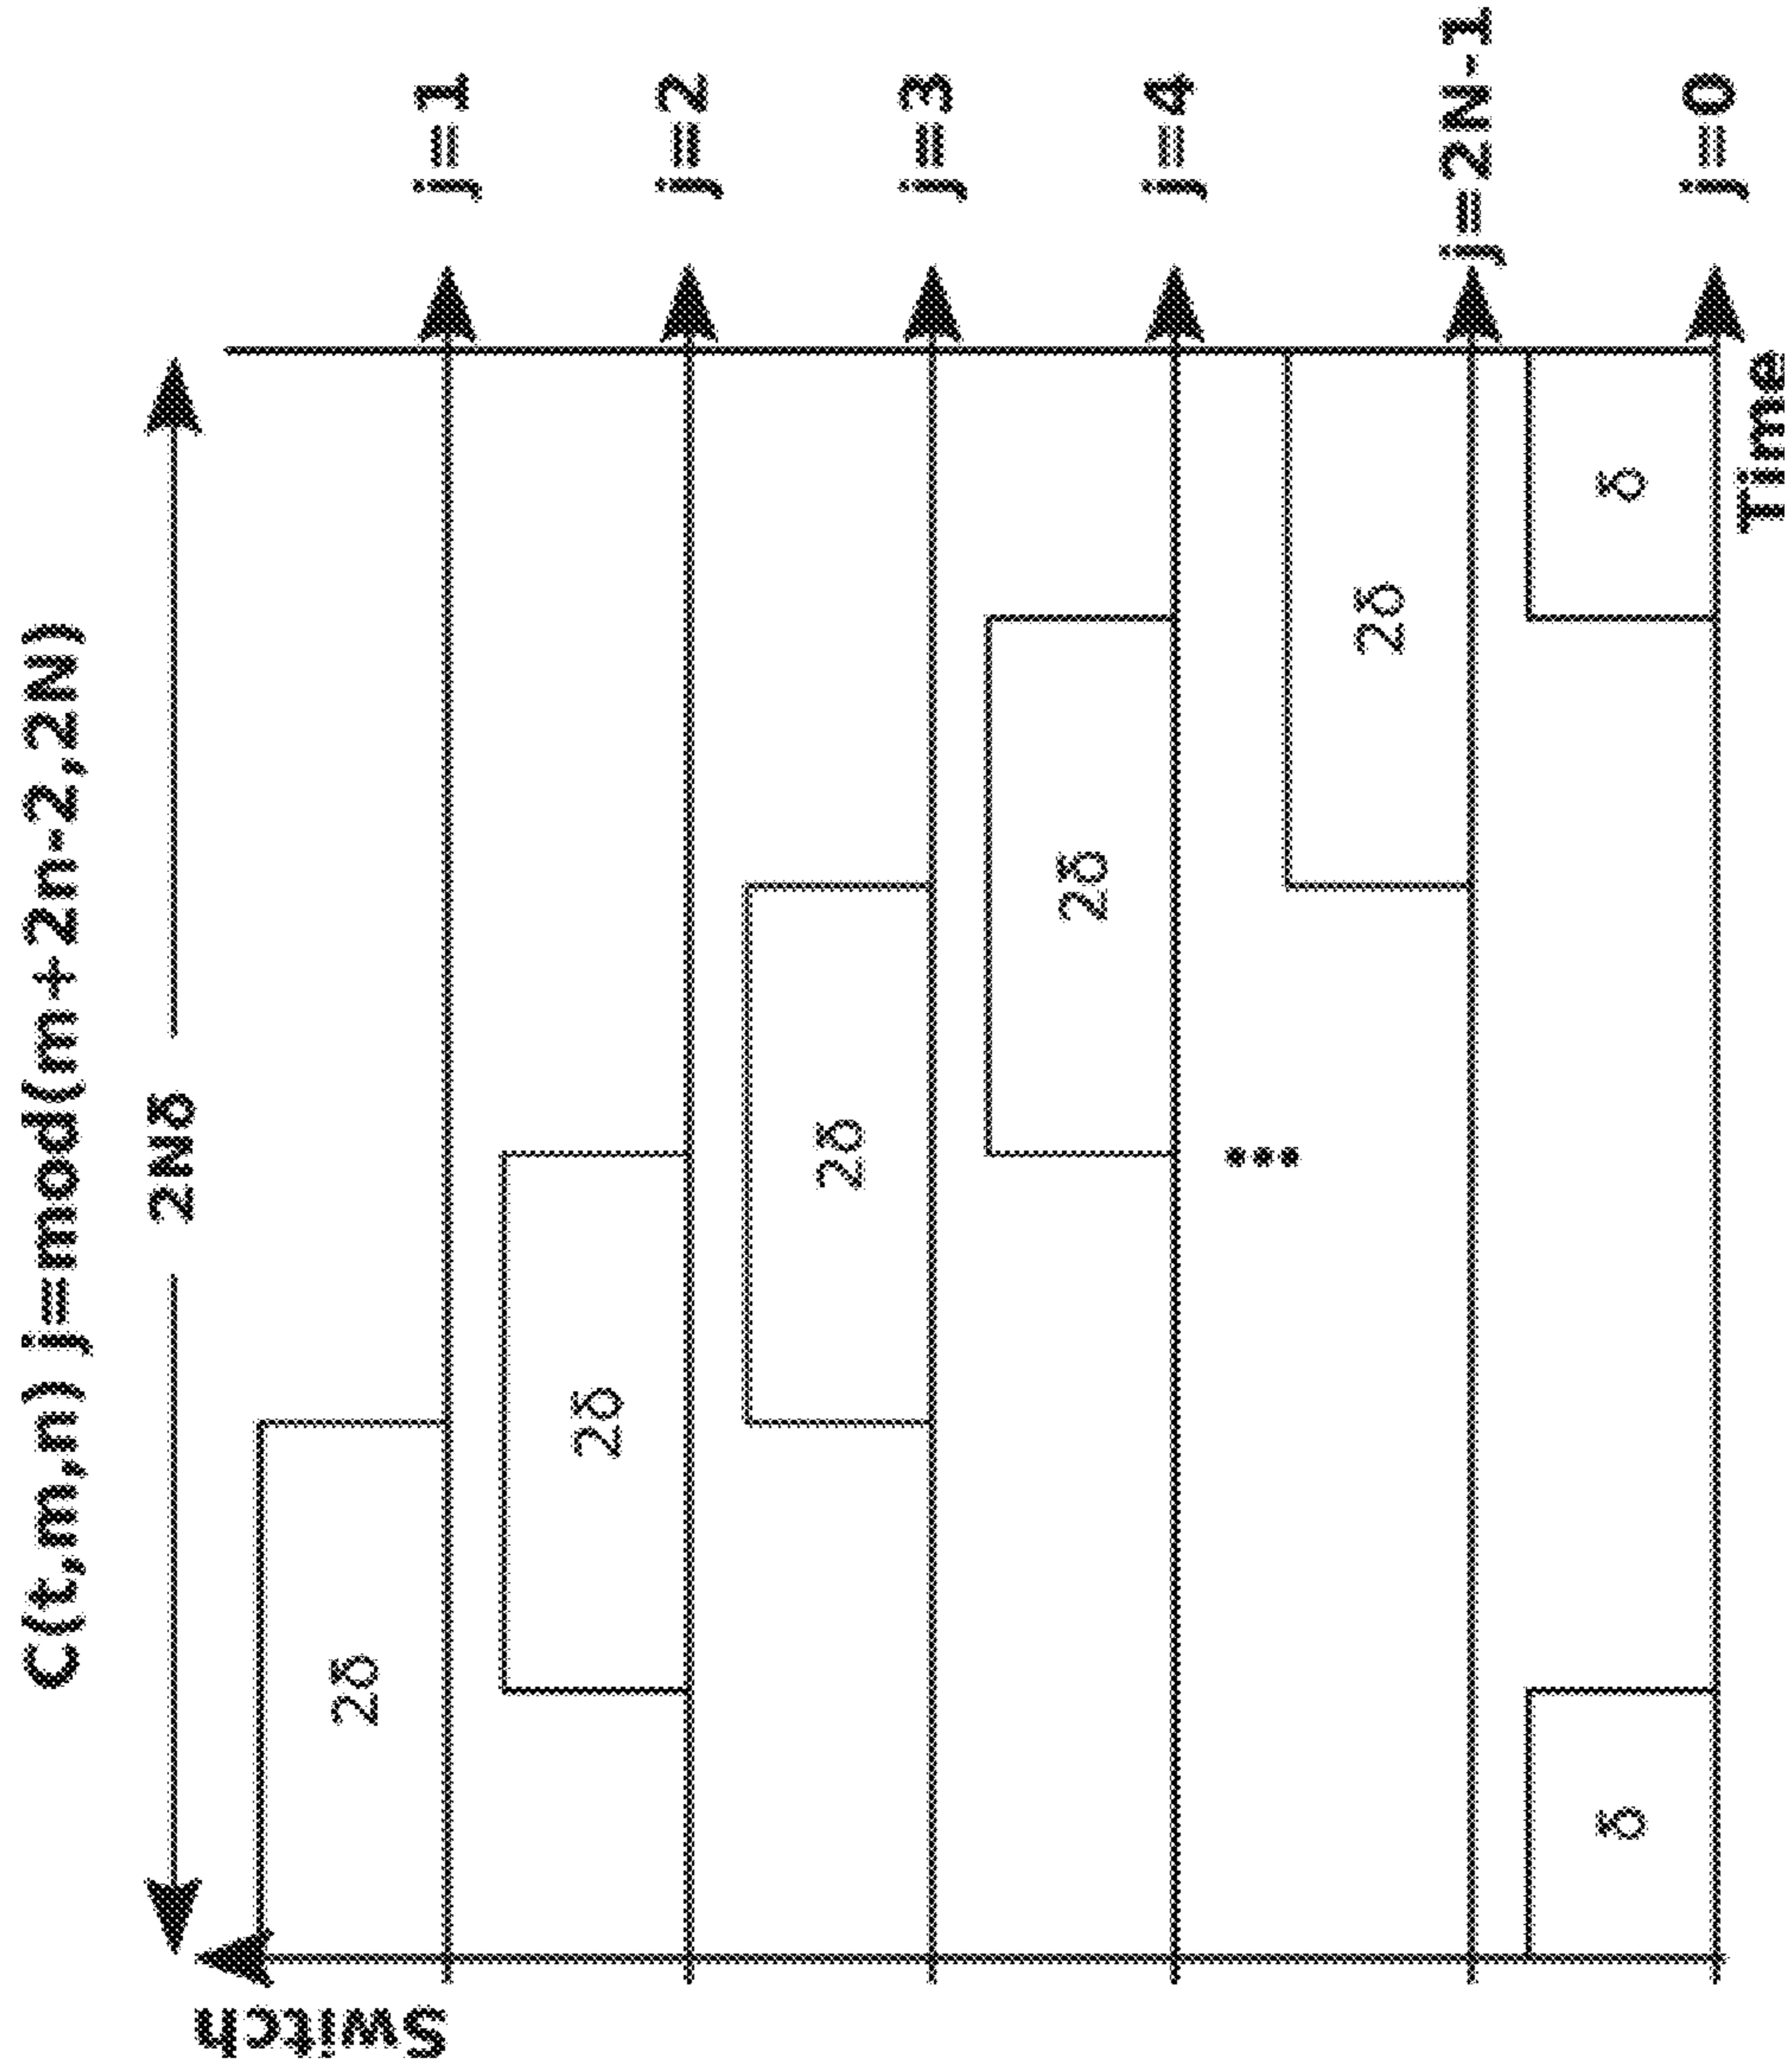 C(t,m,n) j=mod(m+2n-2,2N)
2Nδ
Switch
2δ
j=1
2δ
j=2
2δ
j=3
2δ
j=4
...
2δ
j=2N-1
δ
δ
j=0
Time